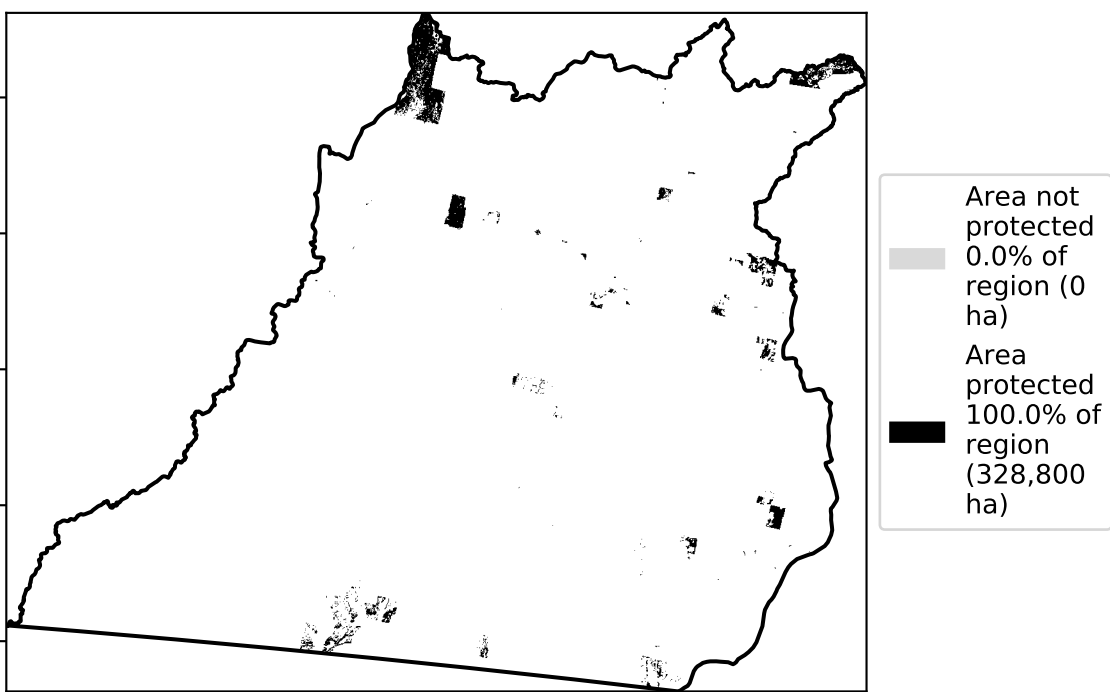 Area not
protected
0.0% of
region (0
ha)
Area
protected
100.0% of
region
(328,800
ha)